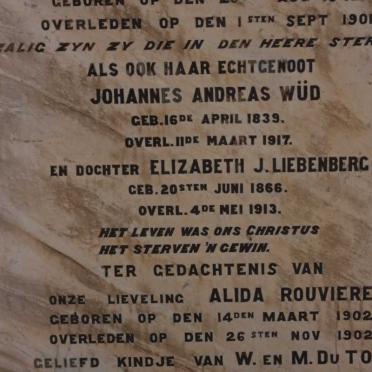 GEBOREN OP DEN
OVERLEDEN OP DEN 1STEN SEPT 1901
ZALIG ZYN ZY DIE IN DEN HEERE STER
ALS OOK HAAR ECHTGENOOT
JOHANNES ANDREAS WÜD
GEB. 16DE APRIL 1839.
OVERL. 11DE MAART 1917.
EN DOCHTER ELIZABETH J. LIEBENBERG
GEB. 20STEN JUNI 1866.
OVERL. 4DE MEI 1913.
HET LEVEN WAS ONS CHRISTUS
HET STERVEN 'N GEWIN.
TER GEDACHTENIS VAN
ONZE LIEVELING ALIDA ROUVIERE
GEBOREN OP DEN 14DEN MAART 1902
OVERLEDEN OP DEN 26STEN NOV 1902
GELIEFD KINDJE VAN W. EN M. DU TO